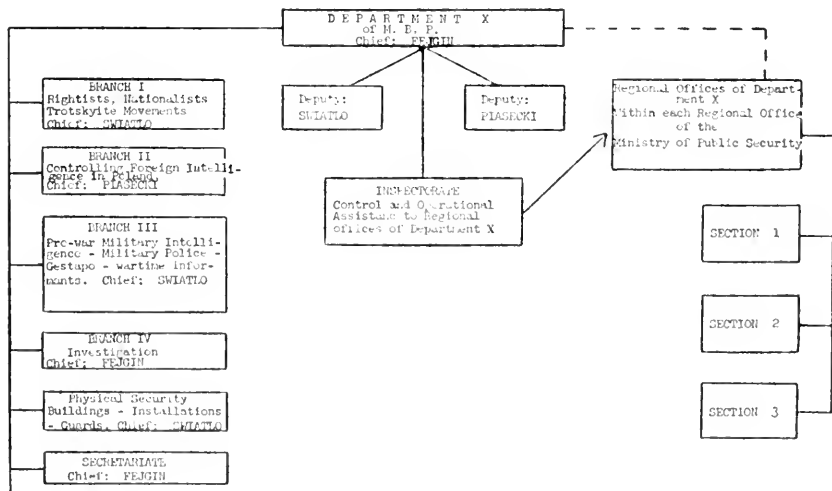 DEPARTMENT X
of M. B. P.
Chief: FEJGIN
BRANCH I
Rightists, Nationalists
Trotskyite Movements
Chief: SWIATLO
Deputy:
SWIATLO
Deputy:
PIASECKI
Regional Offices of Depart-
ment X
Within each Regional Office
of the
Ministry of Public Security
BRANCH II
Controlling Foreign Intelli-
gence in Poland.
Chief: PIASECKI
INSPECTORATE
Control and Operational
Assistane to Regional
offices of Department X
BRANCH III
Pre-war Military Intelli-
gence - Military Police -
Gestapo - wartime infor-
mants. Chief: SWIATLO
SECTION 1
BRANCH IV
Investigation
Chief: FEJGIN
SECTION 2
Physical Security
Buildings - Installations
- Guards. Chief: SWIATLO
SECTION 3
SECRETARIATE
Chief: FEJGIN